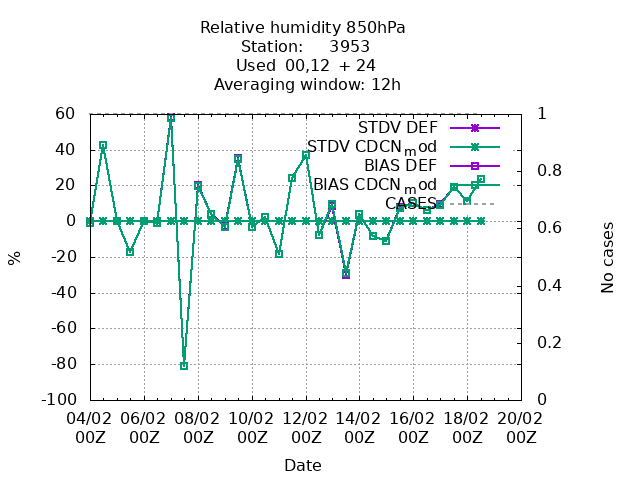 Relative humidity 850hPa
Station: 3953
Used 00,12 + 24
Averaging window: 12h
STDV DEF
STDV CDCNmod
BIAS DEF
BIAS CDCNmod
CASES
60
40
20
0
-20
-40
-60
-80
-100
1
0.8
0.6
0.4
0.2
0
%
No cases
04/02 06/02 08/02 10/02 12/02 14/02 16/02 18/02 20/02
00Z 00Z 00Z 00Z 00Z 00Z 00Z 00Z 00Z
Date